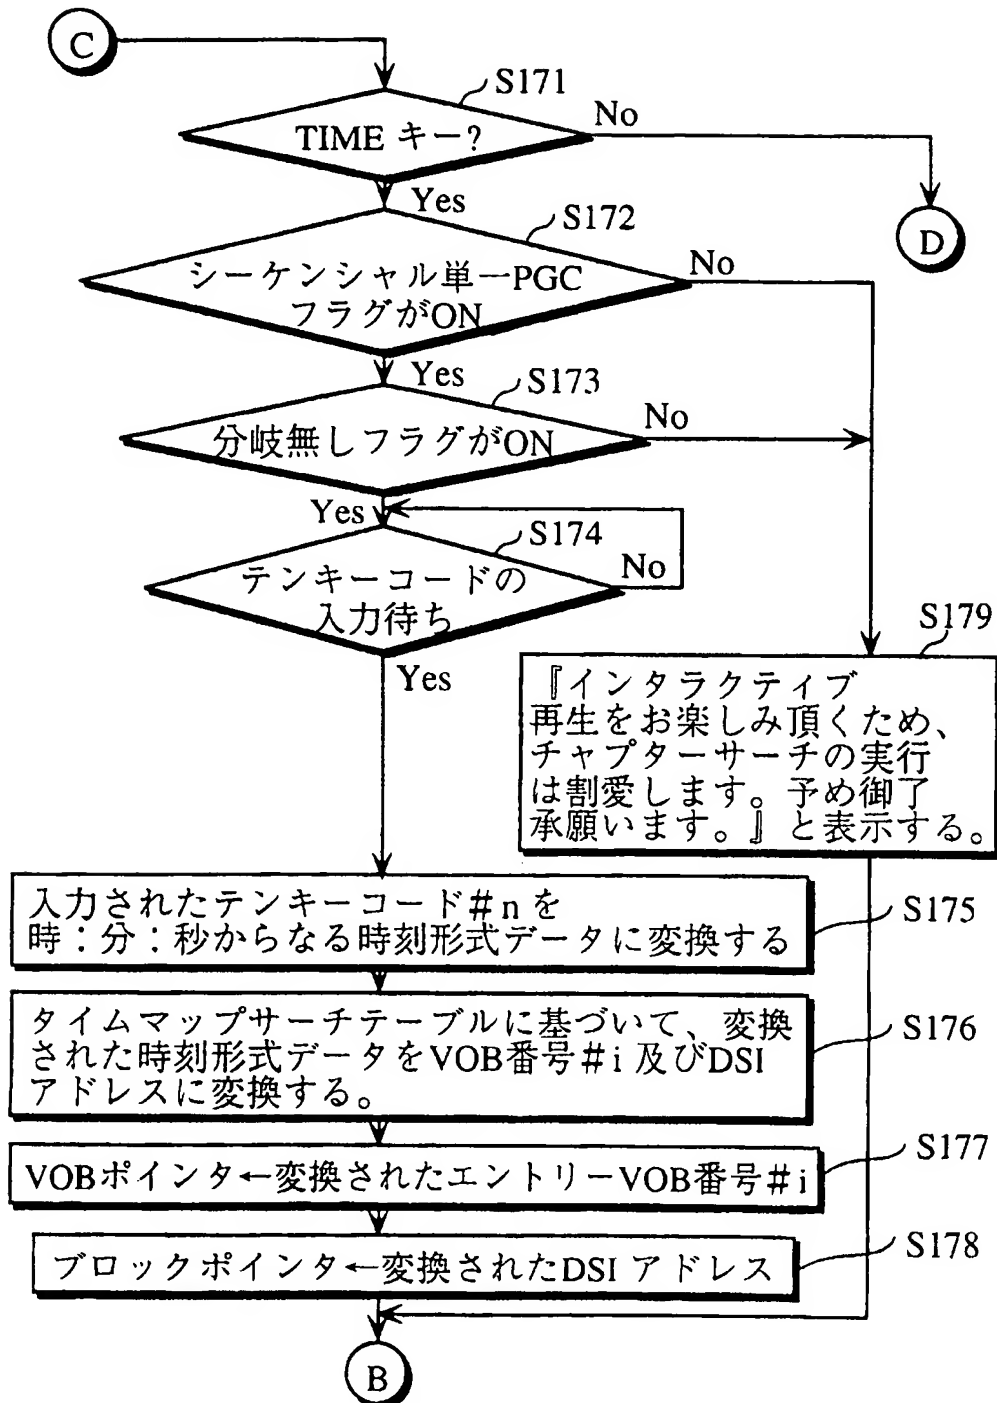 C
S171
TIME キー?
No
Yes
D
S172
シーケンシャル単一PGC
フラグがON
No
Yes
S173
分岐無しフラグがON
No
Yes
S174
テンキーコードの
入力待ち
No
Yes
S179
『インタラクティブ
再生をお楽しみ頂くため、
チャプターサーチの実行
は割愛します。予め御了
承願います。』と表示する。
入力されたテンキーコード#nを
時:分:秒からなる時刻形式データに変換する
S175
タイムマップサーチテーブルに基づいて、変換
された時刻形式データをVOB番号#i 及びDSI
アドレスに変換する。
S176
VOBポインタ←変換されたエントリーVOB番号#i
S177
ブロックポインタ←変換されたDSI アドレス
S178
B